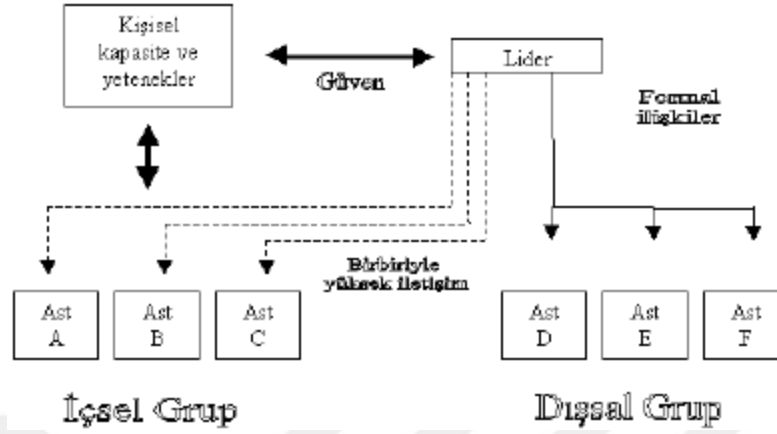 Kişisel
kapasite ve
yetenekler
Güven
Lider
Formal
ilişkiler
Birbiriyle
yüksek iletişim
Ast
A
Ast
B
Ast
C
Ast
D
Ast
E
Ast
F
İçsel Grup
Dışsal Grup